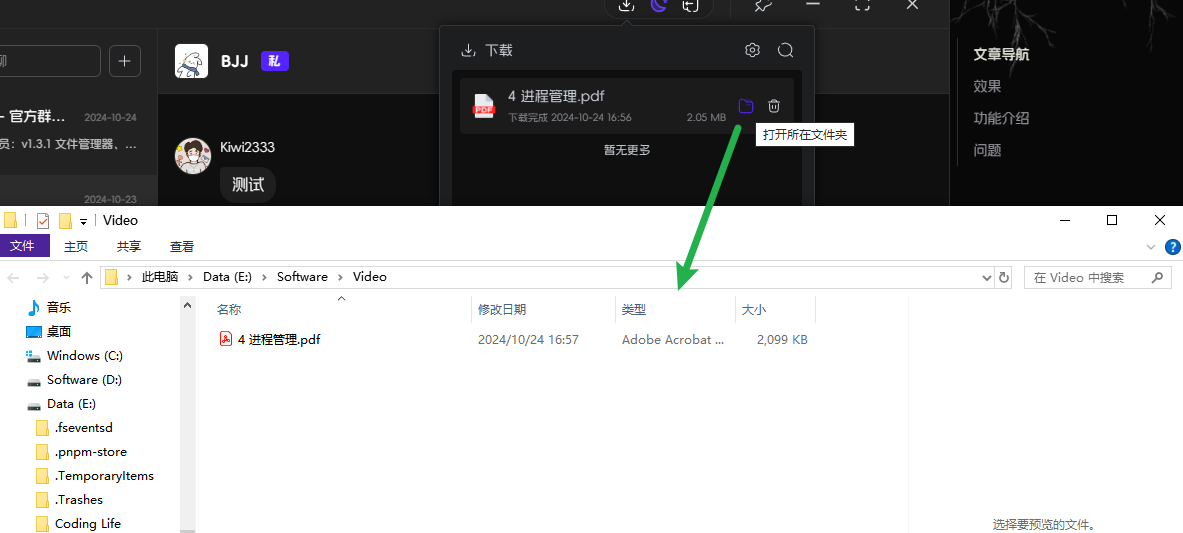 下载
BJJ 私
文章导航
效果
功能介绍
问题
4 进程管理.pdf
下载完成 2024-10-24 16:56 2.05 MB
打开所在文件夹
暂无更多
聊
- 官方群... 2024-10-24
员：v1.3.1 文件管理器、...
2024-10-23
Kiwi2333
测试
Video
文件 主页 共享 查看
此电脑 Data (E:) Software Video
在 Video 中搜索
音乐
桌面
Windows (C:)
Software (D:)
Data (E:)
.fseventsd
.pnpm-store
.TemporaryItems
.Trashes
Coding Life
名称 修改日期 类型 大小
4 进程管理.pdf 2024/10/24 16:57 Adobe Acrobat ... 2,099 KB
选择要预览的文件。